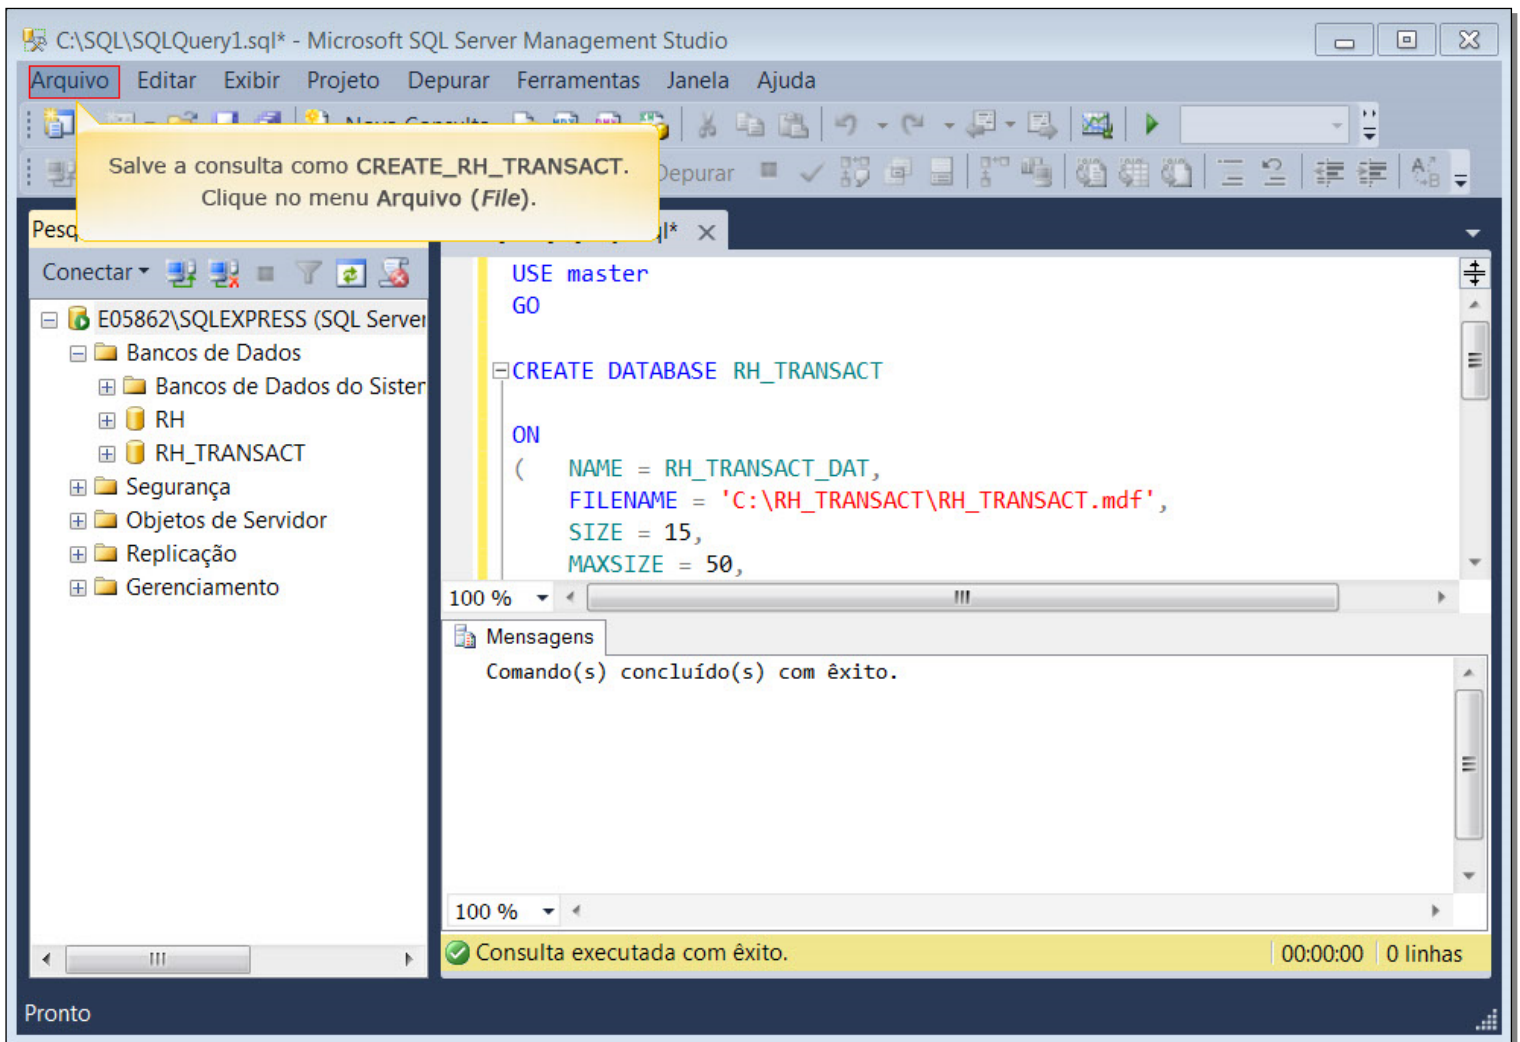 C:\SQL\SQLQuery1.sql* - Microsoft SQL Server Management Studio
Arquivo Editar Exibir Projeto Depurar Ferramentas Janela Ajuda
Salve a consulta como CREATE_RH_TRANSACT.
Clique no menu Arquivo (File).
Depurar
Conectar
E05862\SQLEXPRESS (SQL Server
Bancos de Dados
Bancos de Dados do Sister
RH
RH_TRANSACT
Segurança
Objetos de Servidor
Replicação
Gerenciamento
USE master
GO
CREATE DATABASE RH_TRANSACT
ON
( NAME = RH_TRANSACT_DAT,
FILENAME = 'C:\RH_TRANSACT\RH_TRANSACT.mdf',
SIZE = 15,
MAXSIZE = 50,
100 %
Mensagens
Comando(s) concluído(s) com êxito.
100 %
Consulta executada com êxito. 00:00:00 0 linhas
Pronto